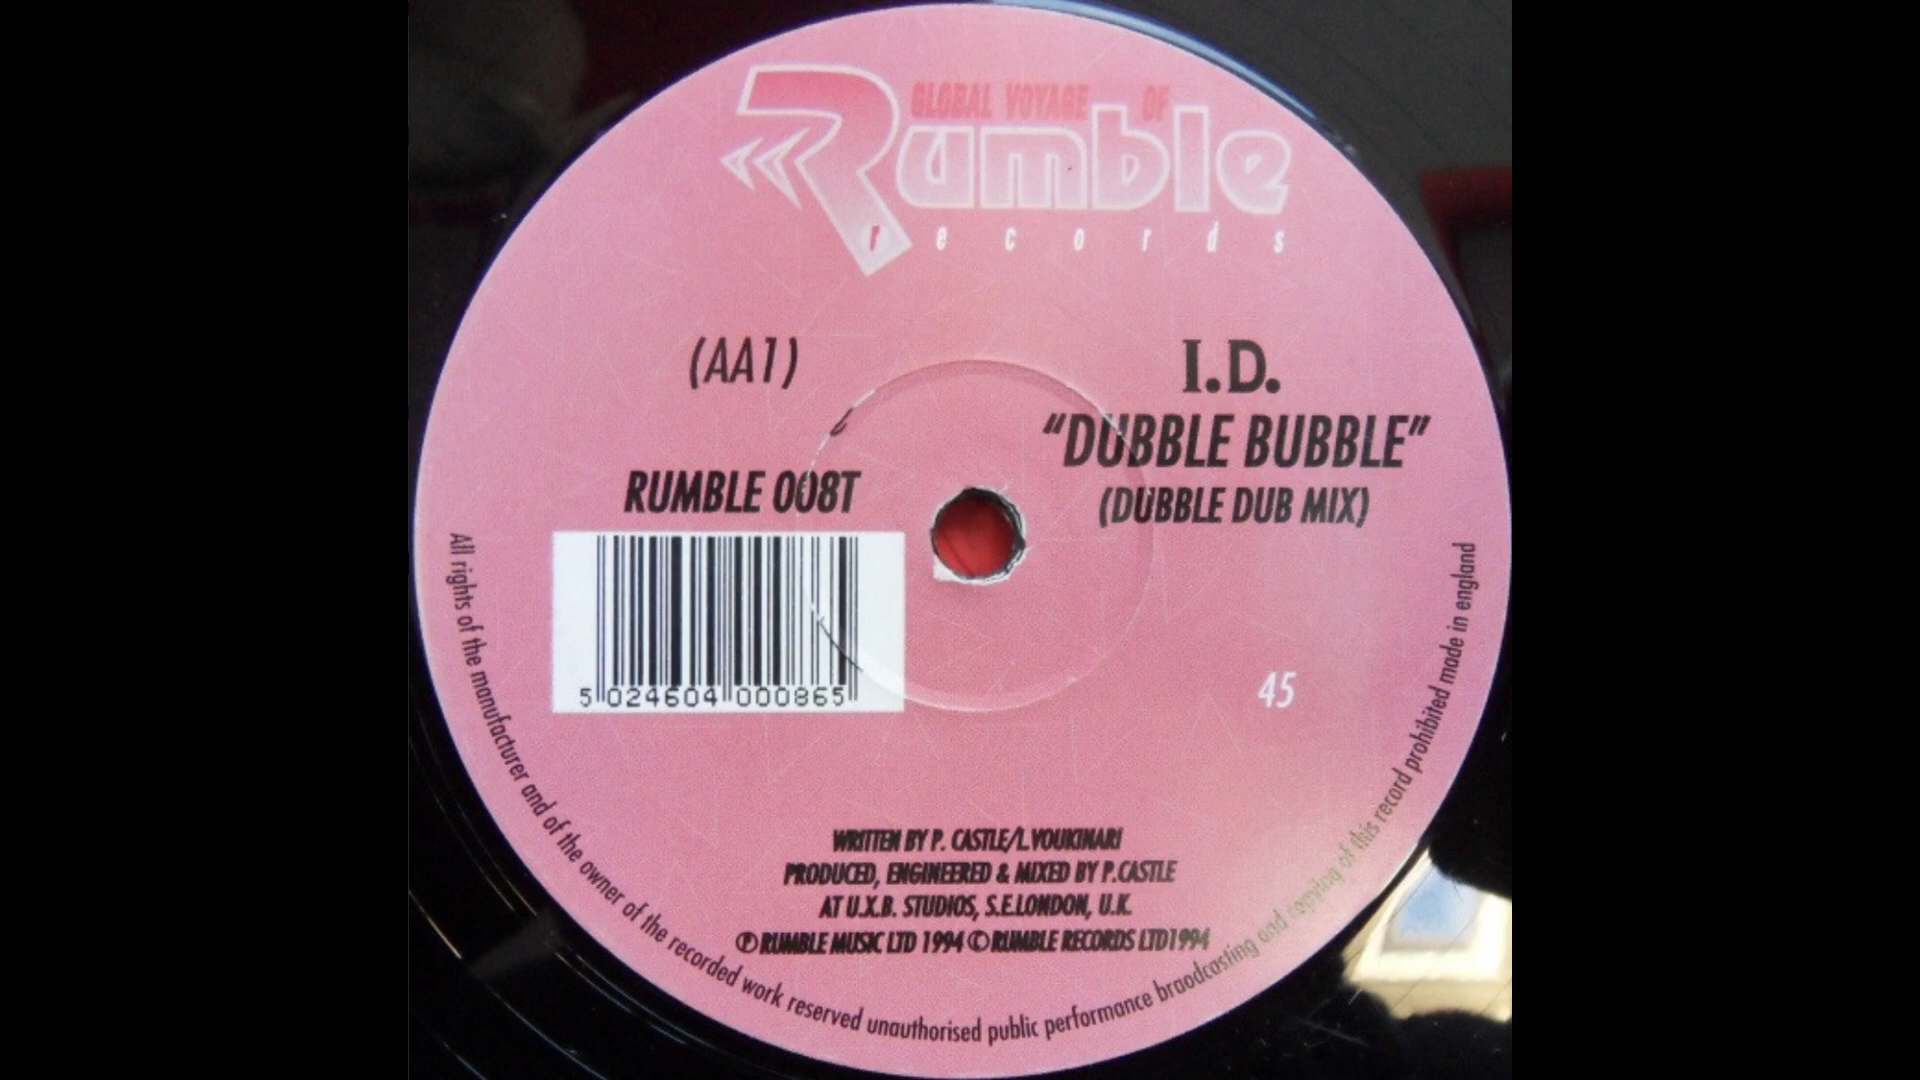 GLOBAL VOYAGE OF
Rumble
records
(AA1)
I.D.
"DUBBLE BUBBLE"
(DUBBLE DUB MIX)
RUMBLE 008T
5 024604 000865
45
WRITTEN BY P. CASTLE/L.VOUKINARI
PRODUCED, ENGINEERED & MIXED BY P.CASTLE
AT U.X.B. STUDIOS, S.E.LONDON, U.K.
℗ RUMBLE MUSIC LTD 1994 © RUMBLE RECORDS LTD1994
All rights of the manufacturer and of the owner of the recorded work reserved unauthorised public performance braodcasting and copying of this record prohibited made in england